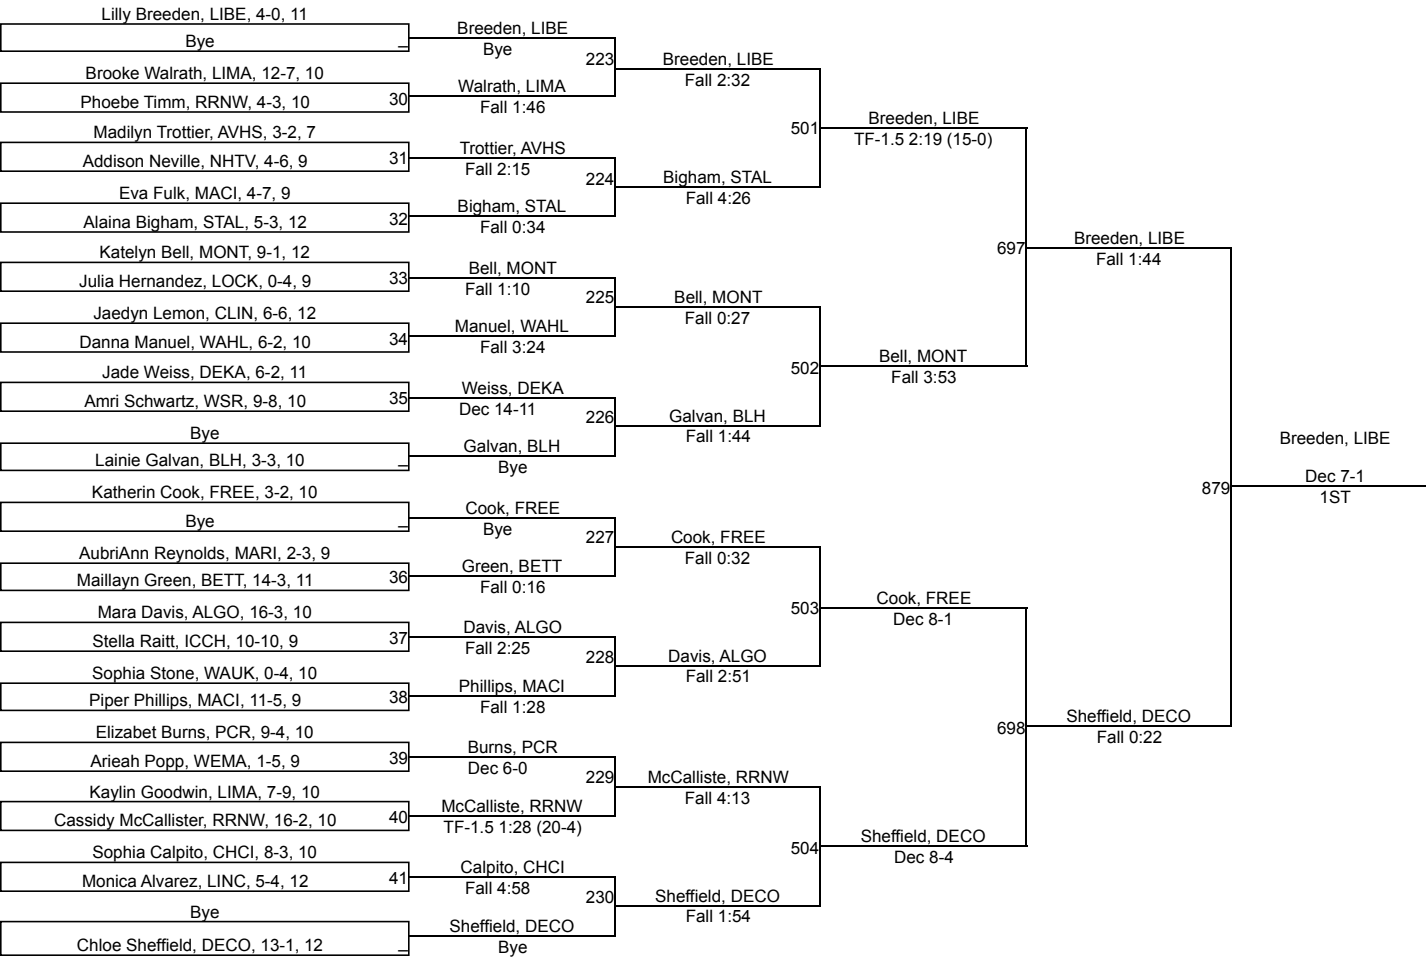 Lilly Breeden, LIBE, 4-0, 11
Bye
_
Brooke Walrath, LIMA, 12-7, 10
Phoebe Timm, RRNW, 4-3, 10
30
Madilyn Trottier, AVHS, 3-2, 7
Addison Neville, NHTV, 4-6, 9
31
Eva Fulk, MACI, 4-7, 9
Alaina Bigham, STAL, 5-3, 12
32
Katelyn Bell, MONT, 9-1, 12
Julia Hernandez, LOCK, 0-4, 9
33
Jaedyn Lemon, CLIN, 6-6, 12
Danna Manuel, WAHL, 6-2, 10
34
Jade Weiss, DEKA, 6-2, 11
Amri Schwartz, WSR, 9-8, 10
35
Bye
Lainie Galvan, BLH, 3-3, 10
_
Katherin Cook, FREE, 3-2, 10
Bye
_
AubriAnn Reynolds, MARI, 2-3, 9
Maillayn Green, BETT, 14-3, 11
36
Mara Davis, ALGO, 16-3, 10
Stella Raitt, ICCH, 10-10, 9
37
Sophia Stone, WAUK, 0-4, 10
Piper Phillips, MACI, 11-5, 9
38
Elizabet Burns, PCR, 9-4, 10
Arieah Popp, WEMA, 1-5, 9
39
Kaylin Goodwin, LIMA, 7-9, 10
Cassidy McCallister, RRNW, 16-2, 10
40
Sophia Calpito, CHCI, 8-3, 10
Monica Alvarez, LINC, 5-4, 12
41
Bye
Chloe Sheffield, DECO, 13-1, 12
_
Breeden, LIBE
Bye
223
Walrath, LIMA
Fall 1:46
Trottier, AVHS
Fall 2:15
224
Bigham, STAL
Fall 0:34
Bell, MONT
Fall 1:10
225
Manuel, WAHL
Fall 3:24
Weiss, DEKA
Dec 14-11
226
Galvan, BLH
Bye
Cook, FREE
Bye
227
Green, BETT
Fall 0:16
Davis, ALGO
Fall 2:25
228
Phillips, MACI
Fall 1:28
Burns, PCR
Dec 6-0
229
McCalliste, RRNW
TF-1.5 1:28 (20-4)
Calpito, CHCI
Fall 4:58
230
Sheffield, DECO
Bye
Breeden, LIBE
Fall 2:32
501
Bigham, STAL
Fall 4:26
Bell, MONT
Fall 0:27
502
Galvan, BLH
Fall 1:44
Cook, FREE
Fall 0:32
503
Davis, ALGO
Fall 2:51
McCalliste, RRNW
Fall 4:13
504
Sheffield, DECO
Fall 1:54
Breeden, LIBE
TF-1.5 2:19 (15-0)
697
Bell, MONT
Fall 3:53
Cook, FREE
Dec 8-1
698
Sheffield, DECO
Dec 8-4
Breeden, LIBE
Fall 1:44
879
Sheffield, DECO
Fall 0:22
Breeden, LIBE
Dec 7-1
1ST